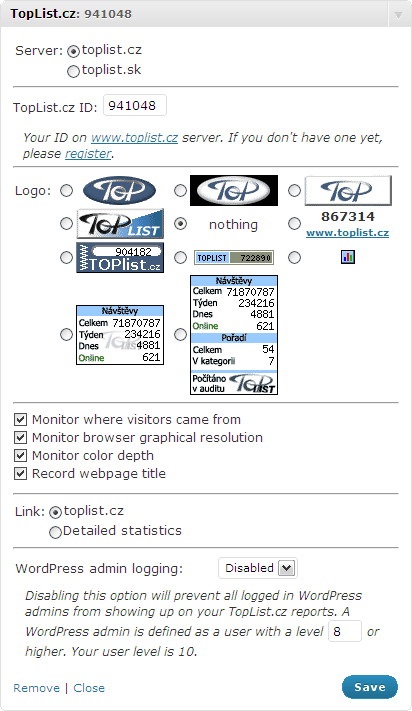 TopList.cz: 941048
Server: toplist.cz
toplist.sk
TopList.cz ID: 941048
Your ID on www.toplist.cz server. If you don't have one yet,
please register.
Logo: TOP TOP TOP
TOP LIST nothing 867314
www.toplist.cz
904182
TOPlist.cz TOPLIST 722890
Návštěvy
Celkem 71870787
Týden 234216
Dnes 4881
Online 621
Návštěvy
Celkem 71870787
Týden 234216
Dnes 4881
Online 621
Pořadí
Celkem 54
V kategorii 7
Počítáno
v auditu TOP LIST
Monitor where visitors came from
Monitor browser graphical resolution
Monitor color depth
Record webpage title
Link: toplist.cz
Detailed statistics
WordPress admin logging: Disabled
Disabling this option will prevent all logged in WordPress
admins from showing up on your TopList.cz reports. A
WordPress admin is defined as a user with a level 8 or
higher. Your user level is 10.
Remove | Close Save